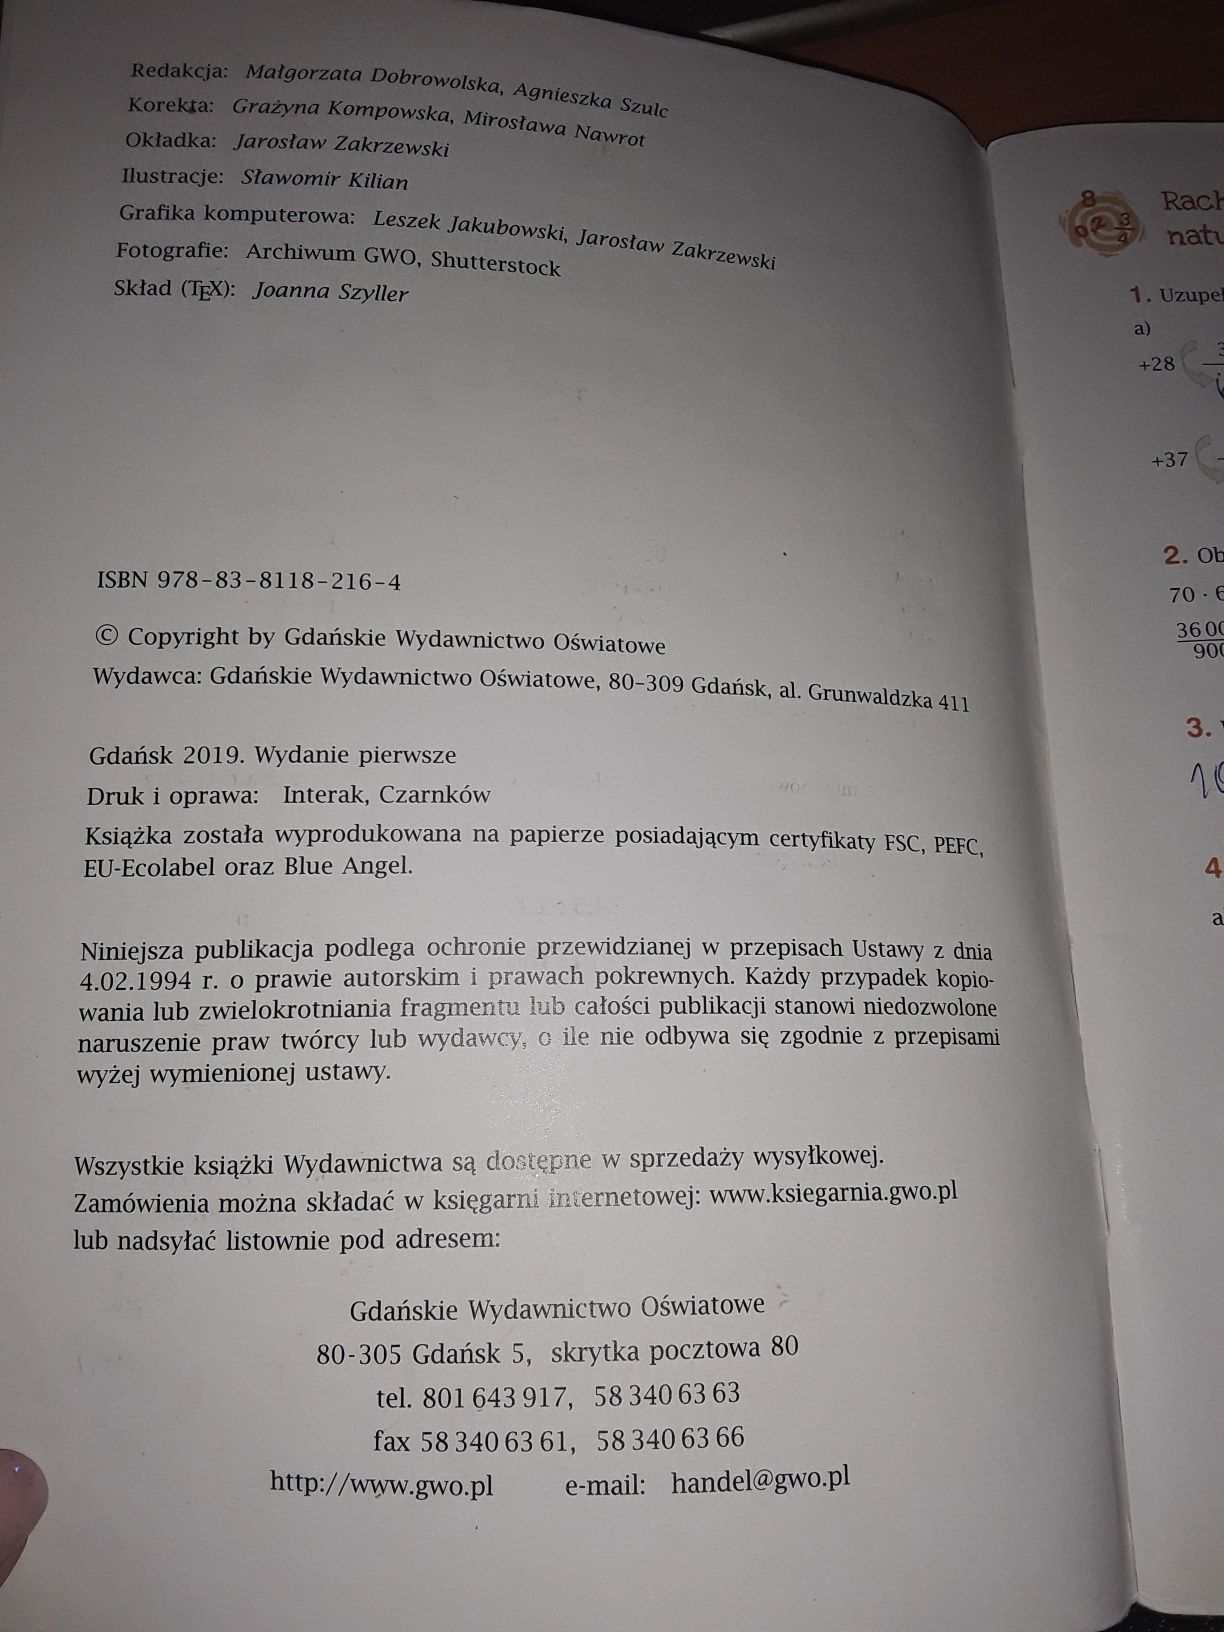 Redakcja: Małgorzata Dobrowolska, Agnieszka Szulc
Korekta: Grażyna Kompowska, Mirosława Nawrot
Okładka: Jarosław Zakrzewski
Ilustracje: Sławomir Kilian
Grafika komputerowa: Leszek Jakubowski, Jarosław Zakrzewski
Fotografie: Archiwum GWO, Shutterstock
Skład (TEX): Joanna Szyller
ISBN 978-83-8118-216-4
© Copyright by Gdańskie Wydawnictwo Oświatowe
Wydawca: Gdańskie Wydawnictwo Oświatowe, 80-309 Gdańsk, al. Grunwaldzka 411
Gdańsk 2019. Wydanie pierwsze
Druk i oprawa: Interak, Czarnków
Książka została wyprodukowana na papierze posiadającym certyfikaty FSC, PEFC,
EU-Ecolabel oraz Blue Angel.
Niniejsza publikacja podlega ochronie przewidzianej w przepisach Ustawy z dnia
4.02.1994 r. o prawie autorskim i prawach pokrewnych. Każdy przypadek kopio-
wania lub zwielokrotniania fragmentu lub całości publikacji stanowi niedozwolone
naruszenie praw twórcy lub wydawcy, o ile nie odbywa się zgodnie z przepisami
wyżej wymienionej ustawy.
Wszystkie książki Wydawnictwa są dostępne w sprzedaży wysyłkowej.
Zamówienia można składać w księgarni internetowej: www.ksiegarnia.gwo.pl
lub nadsyłać listownie pod adresem:
Gdańskie Wydawnictwo Oświatowe
80-305 Gdańsk 5, skrytka pocztowa 80
tel. 801 643 917, 58 340 63 63
fax 58 340 63 61, 58 340 63 66
http://www.gwo.pl e-mail: handel@gwo.pl
8
0,2 3/4
1.
a)
+28
+37
2.
70 ·
3.
4
a